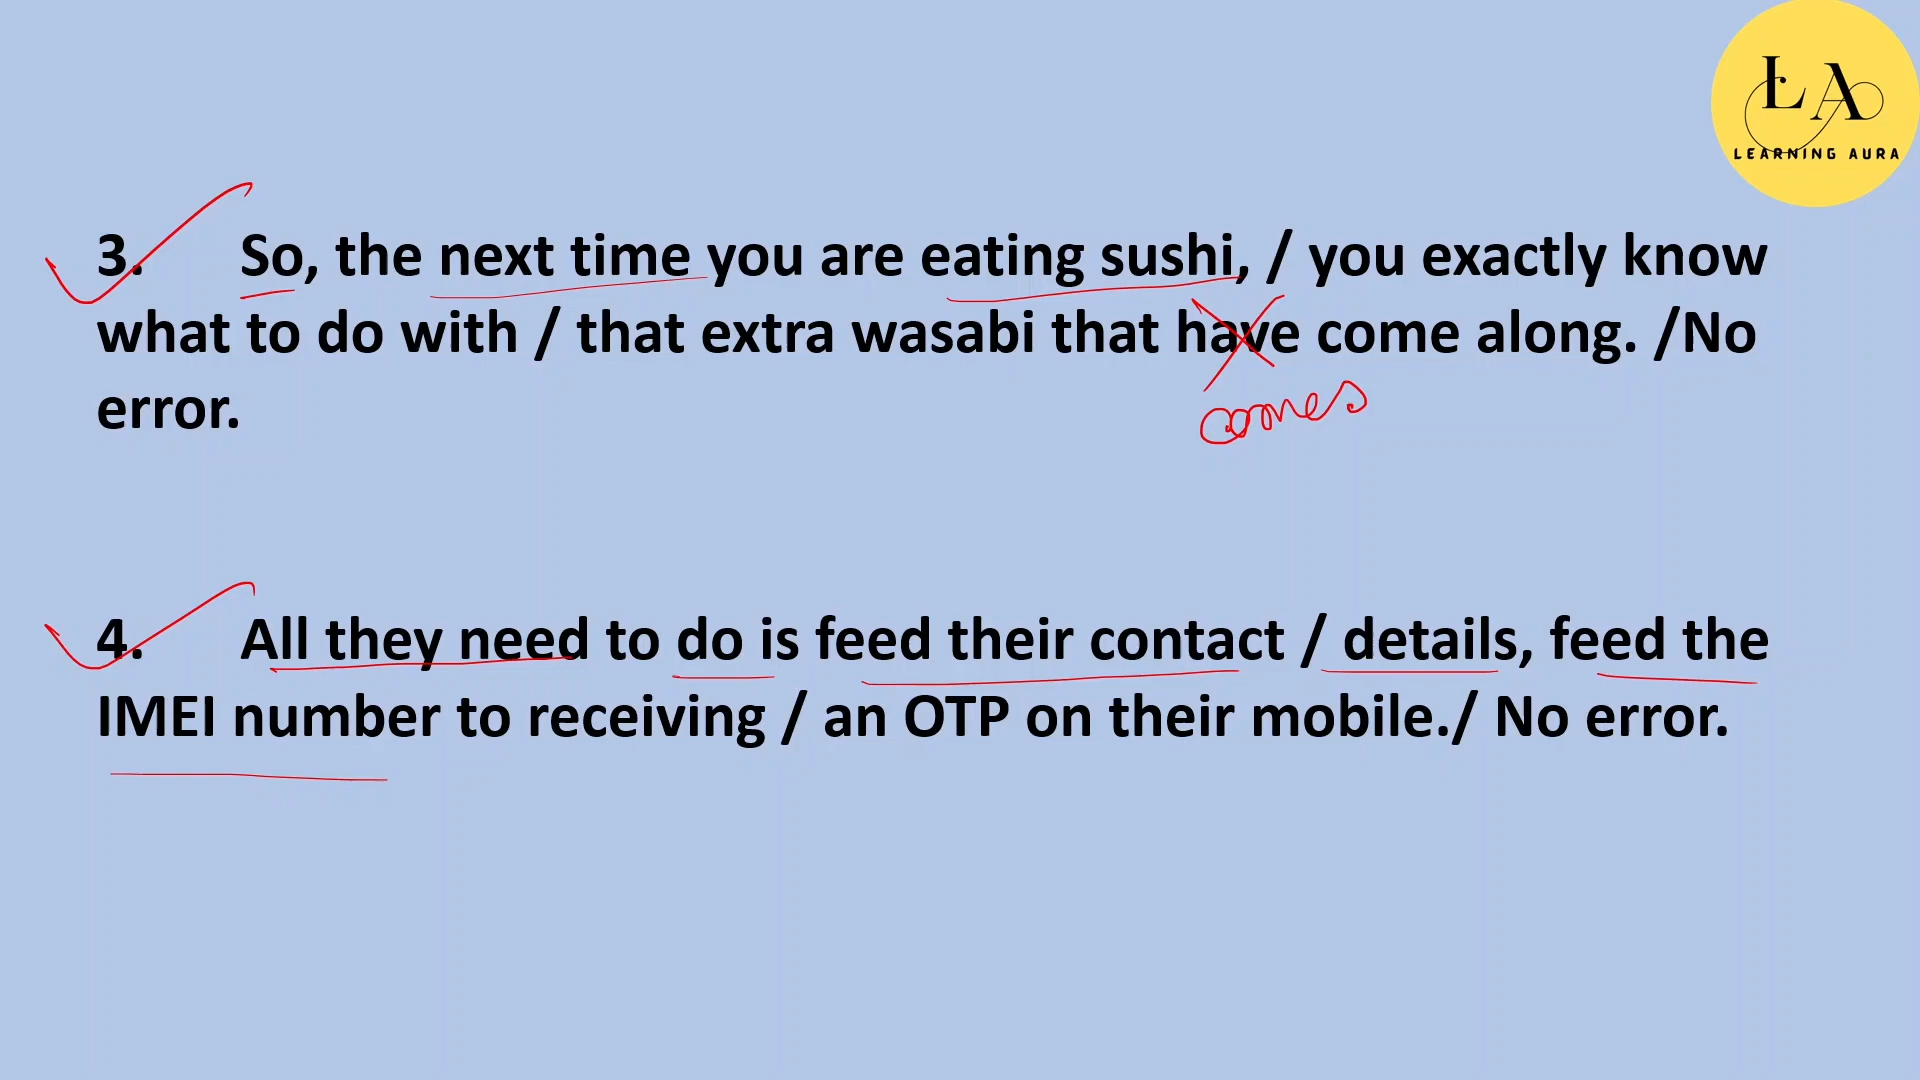 LA
LEARNING AURA
3. So, the next time you are eating sushi, / you exactly know
what to do with / that extra wasabi that have come along. /No
error.
comes
4. All they need to do is feed their contact / details, feed the
IMEI number to receiving / an OTP on their mobile./ No error.